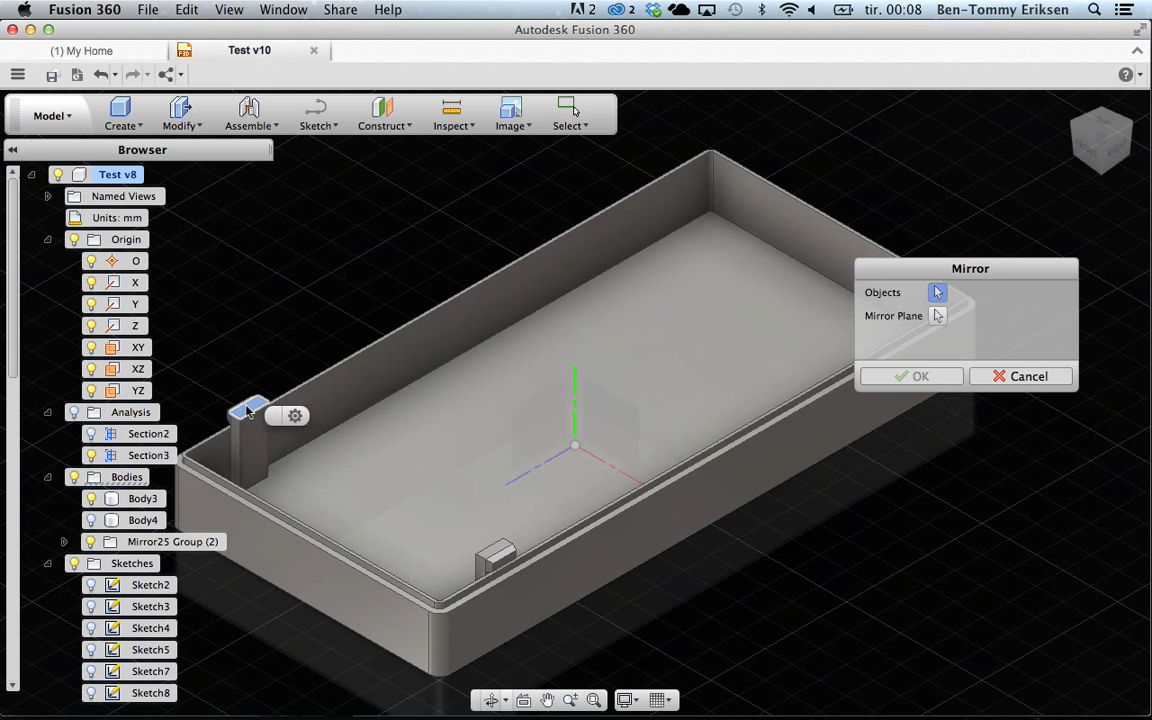 Fusion 360 File Edit View Window Share Help 2 2 tir. 00:08 Ben-Tommy Eriksen
Autodesk Fusion 360
(1) My Home Test v10
Model Create Modify Assemble Sketch Construct Inspect Image Select
Browser
Test v8
Named Views
Units: mm
Origin
O
X
Y
Z
XY
XZ
YZ
Analysis
Section2
Section3
Bodies
Body3
Body4
Mirror25 Group (2)
Sketches
Sketch2
Sketch3
Sketch4
Sketch5
Sketch7
Sketch8
Mirror
Objects
Mirror Plane
OK Cancel